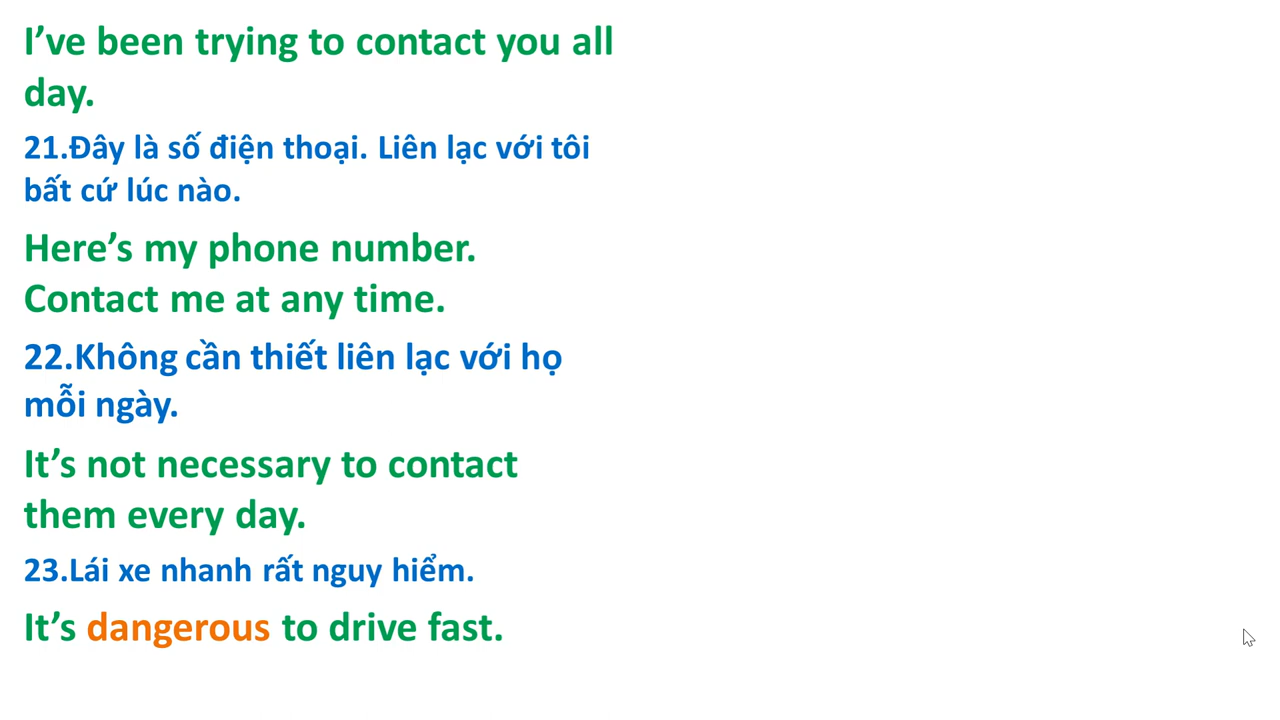 I’ve been trying to contact you all
day.
21.Đây là số điện thoại. Liên lạc với tôi
bất cứ lúc nào.
Here’s my phone number.
Contact me at any time.
22.Không cần thiết liên lạc với họ
mỗi ngày.
It’s not necessary to contact
them every day.
23.Lái xe nhanh rất nguy hiểm.
It’s dangerous to drive fast.